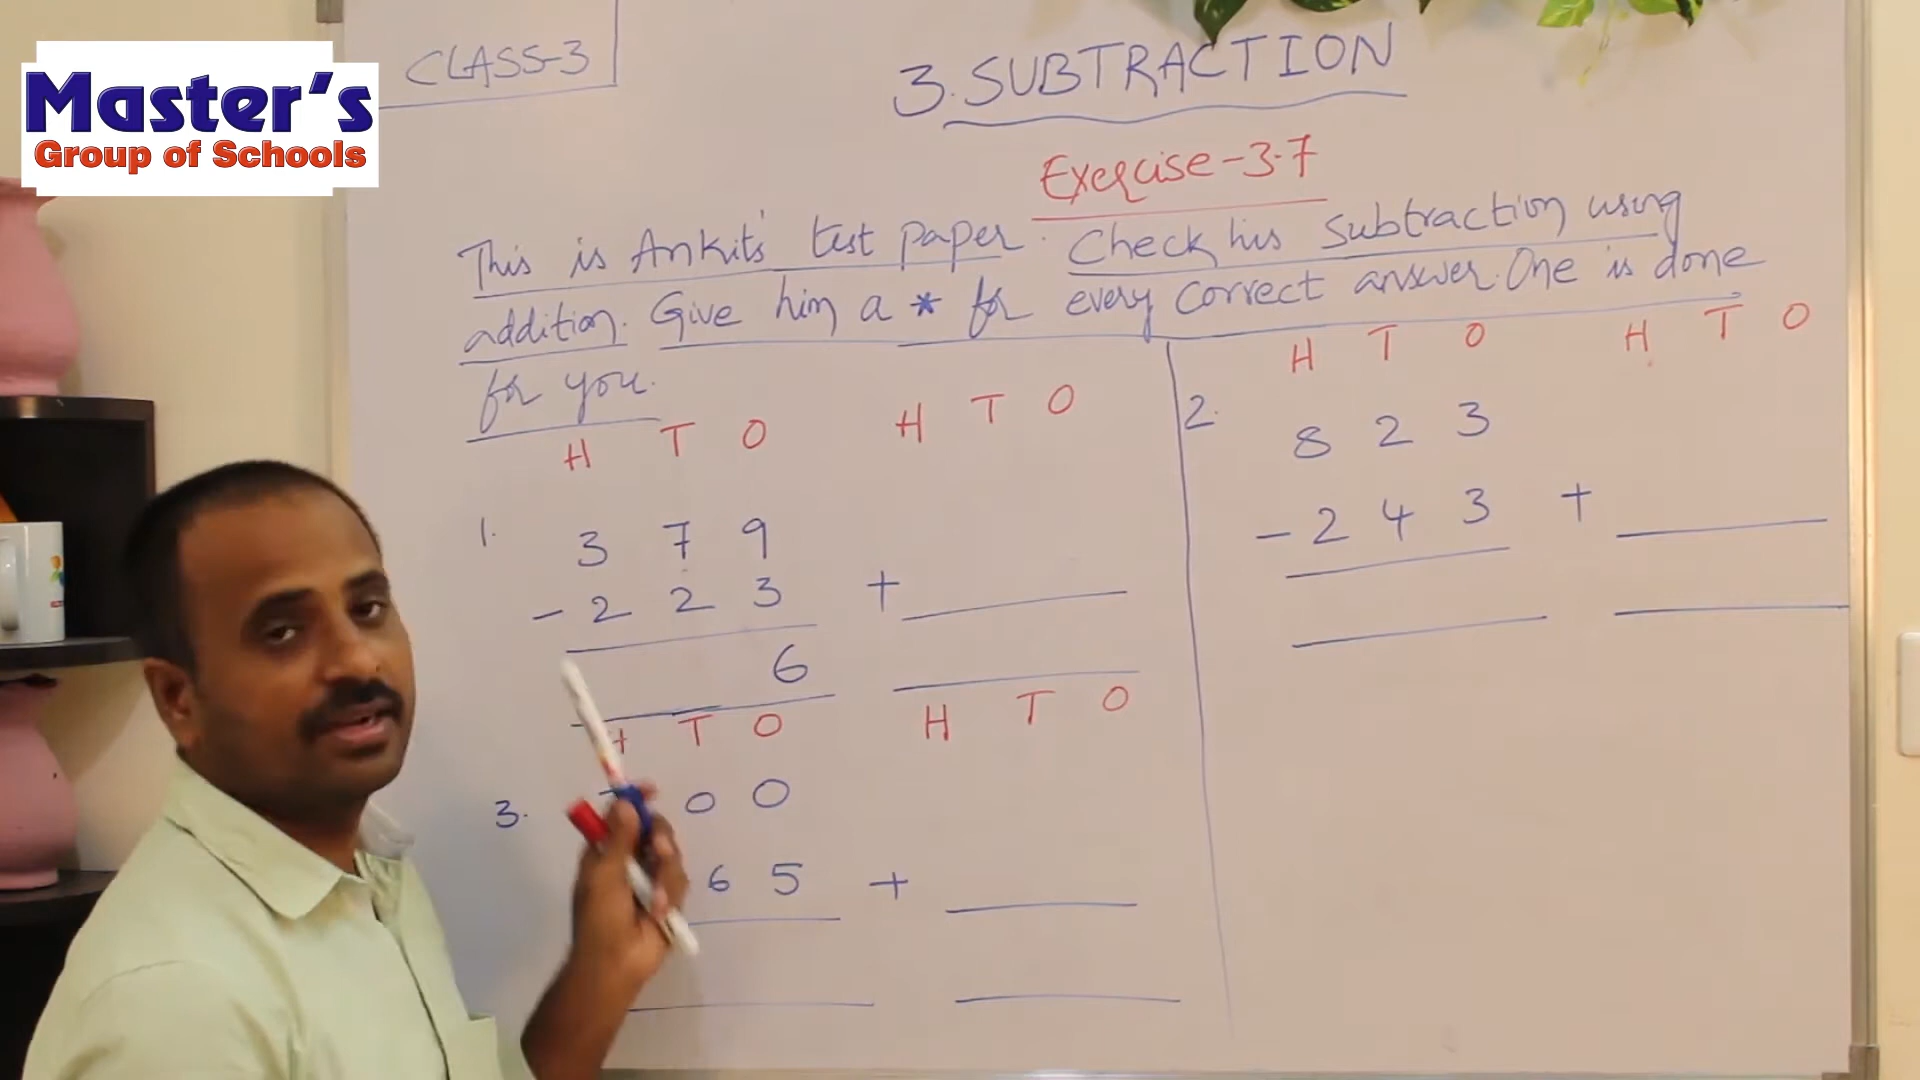 Master's
Group of Schools
CLASS-3
3. SUBTRACTION
Exercise-3.7
This is Ankit's test paper. Check his subtraction using
addition. Give him a * for every correct answer. One is done
for you.
H T O H T O
1. 3 7 9
- 2 2 3 +
6
H T O H T O
2. 8 2 3
- 2 4 3 +
T O H T O
3. 0 0
6 5 +